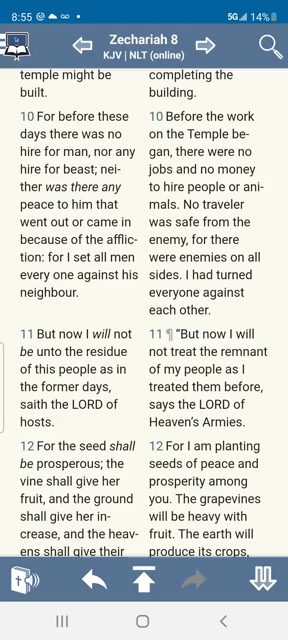 8:55
5G 14%
Zechariah 8
KJV | NLT (online)
temple might be
built.
10 For before these
days there was no
hire for man, nor any
hire for beast; nei-
ther was there any
peace to him that
went out or came in
because of the afflic-
tion: for I set all men
every one against his
neighbour.
11 But now I will not
be unto the residue
of this people as in
the former days,
saith the LORD of
hosts.
12 For the seed shall
be prosperous; the
vine shall give her
fruit, and the ground
shall give her in-
crease, and the heav-
ens shall give their
completing the
building.
10 Before the work
on the Temple be-
gan, there were no
jobs and no money
to hire people or ani-
mals. No traveler
was safe from the
enemy, for there
were enemies on all
sides. I had turned
everyone against
each other.
11 ¶ “But now I will
not treat the remnant
of my people as I
treated them before,
says the LORD of
Heaven’s Armies.
12 For I am planting
seeds of peace and
prosperity among
you. The grapevines
will be heavy with
fruit. The earth will
produce its crops,